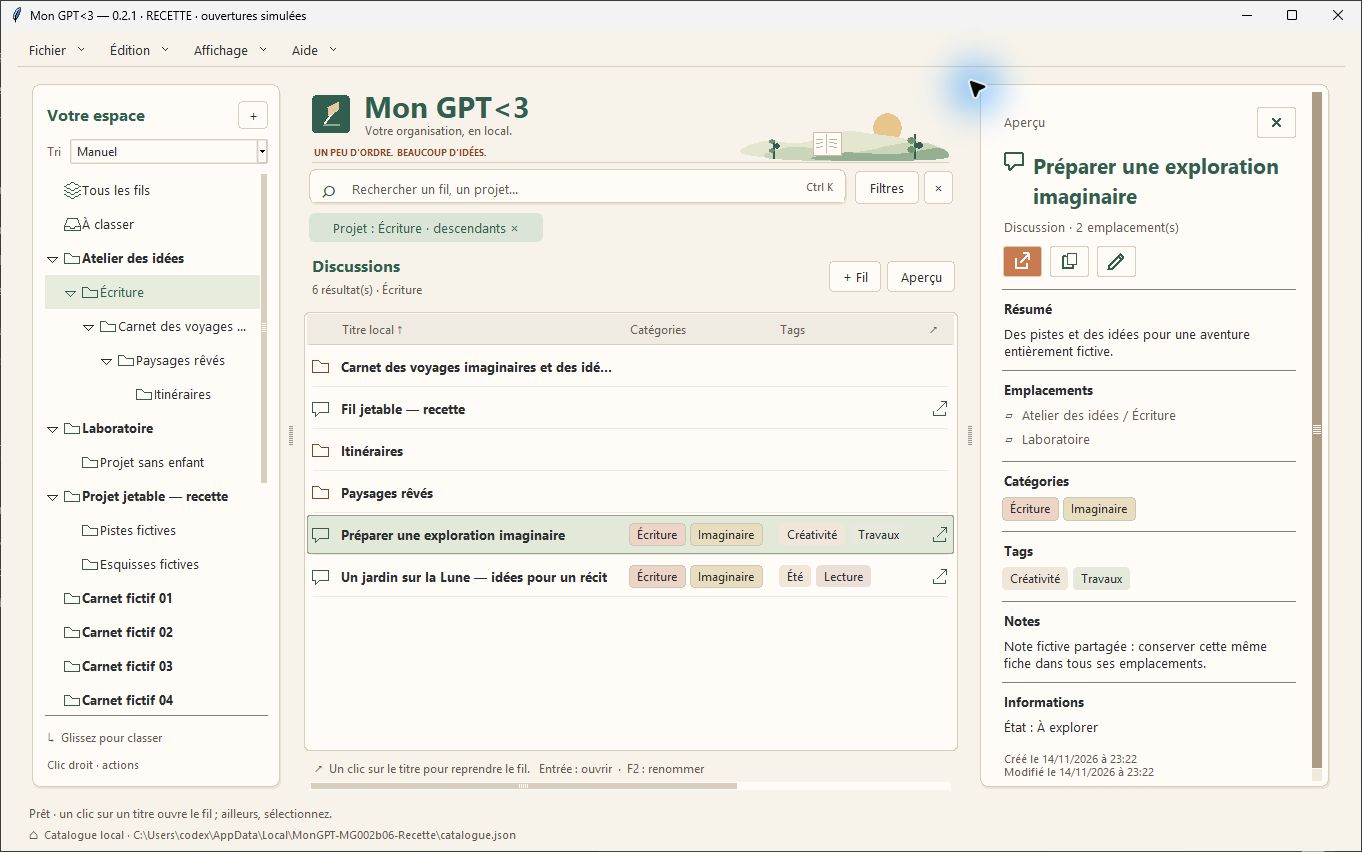 Mon GPT<3 — 0.2.1 · RECETTE · ouvertures simulées
Fichier Édition Affichage Aide
Votre espace +
Tri Manuel
Tous les fils
À classer
Atelier des idées
Écriture
Carnet des voyages ...
Paysages rêvés
Itinéraires
Laboratoire
Projet sans enfant
Projet jetable — recette
Pistes fictives
Esquisses fictives
Carnet fictif 01
Carnet fictif 02
Carnet fictif 03
Carnet fictif 04
↳ Glissez pour classer
Clic droit · actions
Mon GPT<3
Votre organisation, en local.
UN PEU D'ORDRE. BEAUCOUP D'IDÉES.
Rechercher un fil, un projet... Ctrl K Filtres ×
Projet : Écriture · descendants ×
Discussions
6 résultat(s) · Écriture
+ Fil Aperçu
Titre local ↑ Catégories Tags ↗
Carnet des voyages imaginaires et des idé...
Fil jetable — recette
Itinéraires
Paysages rêvés
Préparer une exploration imaginaire Écriture Imaginaire Créativité Travaux
Un jardin sur la Lune — idées pour un récit Écriture Imaginaire Été Lecture
↗ Un clic sur le titre pour reprendre le fil. Entrée : ouvrir · F2 : renommer
Aperçu ×
Préparer une exploration
imaginaire
Discussion · 2 emplacement(s)
Résumé
Des pistes et des idées pour une aventure
entièrement fictive.
Emplacements
▱ Atelier des idées / Écriture
▱ Laboratoire
Catégories
Écriture Imaginaire
Tags
Créativité Travaux
Notes
Note fictive partagée : conserver cette même
fiche dans tous ses emplacements.
Informations
État : À explorer
Créé le 14/11/2026 à 23:22
Modifié le 14/11/2026 à 23:22
Prêt · un clic sur un titre ouvre le fil ; ailleurs, sélectionnez.
⌂ Catalogue local · C:\Users\codex\AppData\Local\MonGPT-MG002b06-Recette\catalogue.json